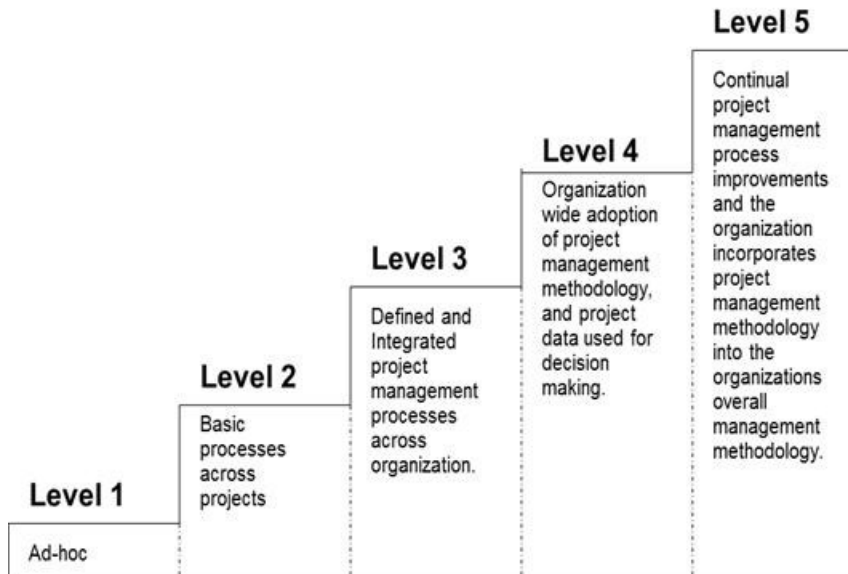 Level 1
Ad-hoc
Level 2
Basic
processes
across
projects
Level 3
Defined and
Integrated
project
management
processes
across
organization.
Level 4
Organization
wide adoption
of project
management
methodology,
and project
data used for
decision
making.
Level 5
Continual
project
management
process
improvements
and the
organization
incorporates
project
management
methodology
into the
organizations
overall
management
methodology.